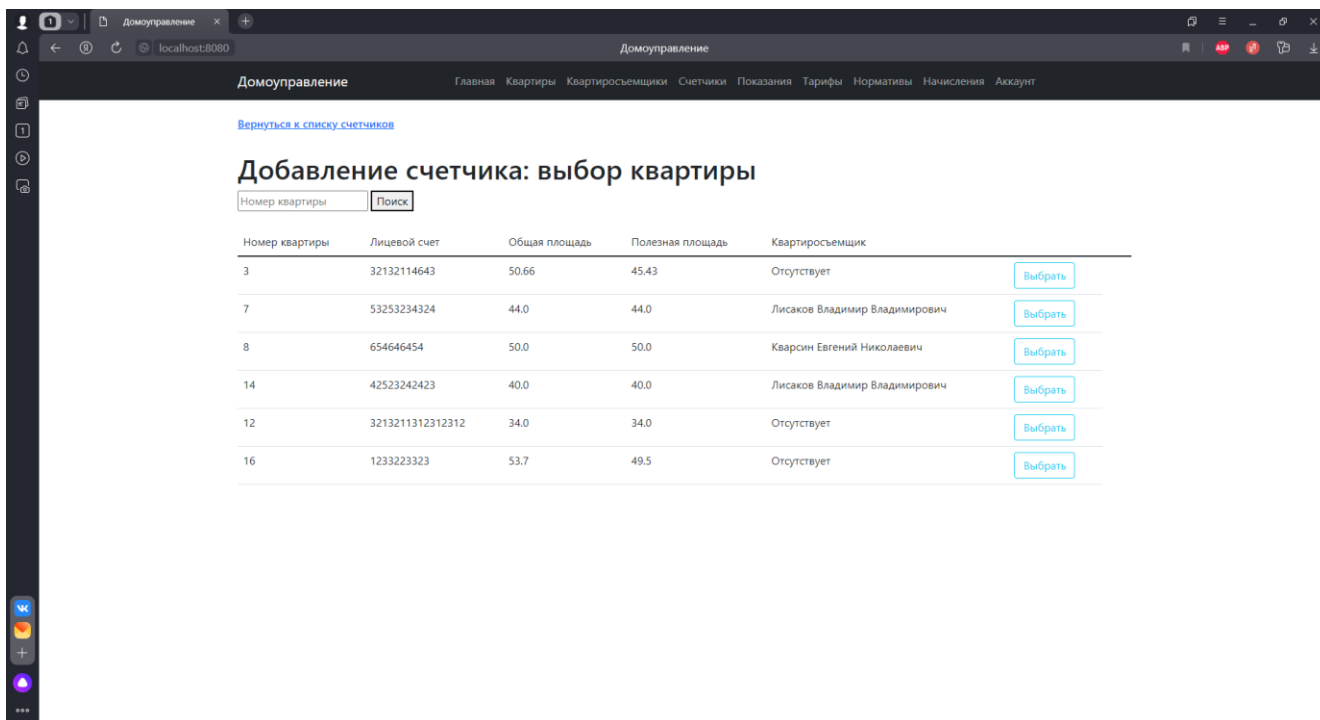 1 Домоуправление
localhost:8080 Домоуправление ABP
Домоуправление Главная Квартиры Квартиросъемщики Счетчики Показания Тарифы Нормативы Начисления Аккаунт
1
Вернуться к списку счетчиков
Добавление счетчика: выбор квартиры
Номер квартиры Поиск
Номер квартиры Лицевой счет Общая площадь Полезная площадь Квартиросъемщик
3 32132114643 50.66 45.43 Отсутствует Выбрать
7 53253234324 44.0 44.0 Лисаков Владимир Владимирович Выбрать
8 654646454 50.0 50.0 Кварсин Евгений Николаевич Выбрать
14 42523242423 40.0 40.0 Лисаков Владимир Владимирович Выбрать
12 3213211312312312 34.0 34.0 Отсутствует Выбрать
16 1233223323 53.7 49.5 Отсутствует Выбрать